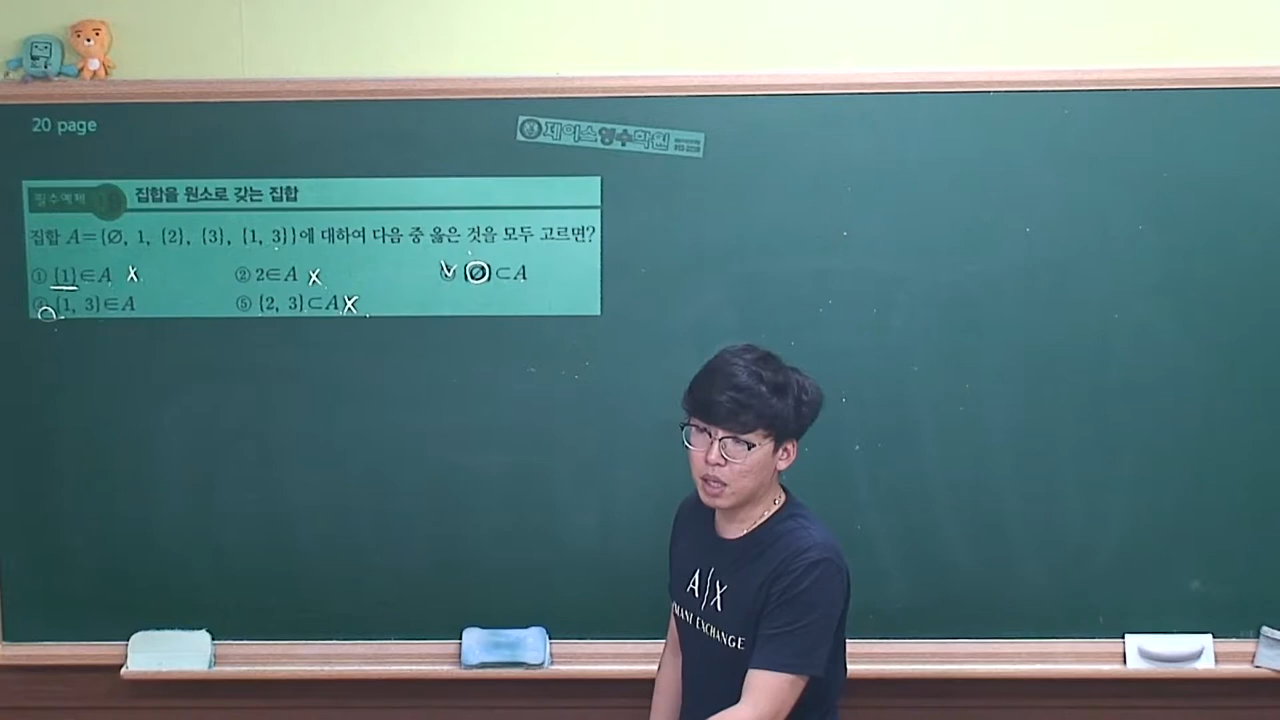 20 page
제이스영수학원
필수예제
집합을 원소로 갖는 집합
집합 A={∅, 1, {2}, {3}, {1, 3}}에 대하여 다음 중 옳은 것을 모두 고르면?
① {1}∈A X ② 2∈A X {∅}⊂A
④ {1, 3}∈A ⑤ {2, 3}⊂A X
A|X
ARMANI EXCHANGE